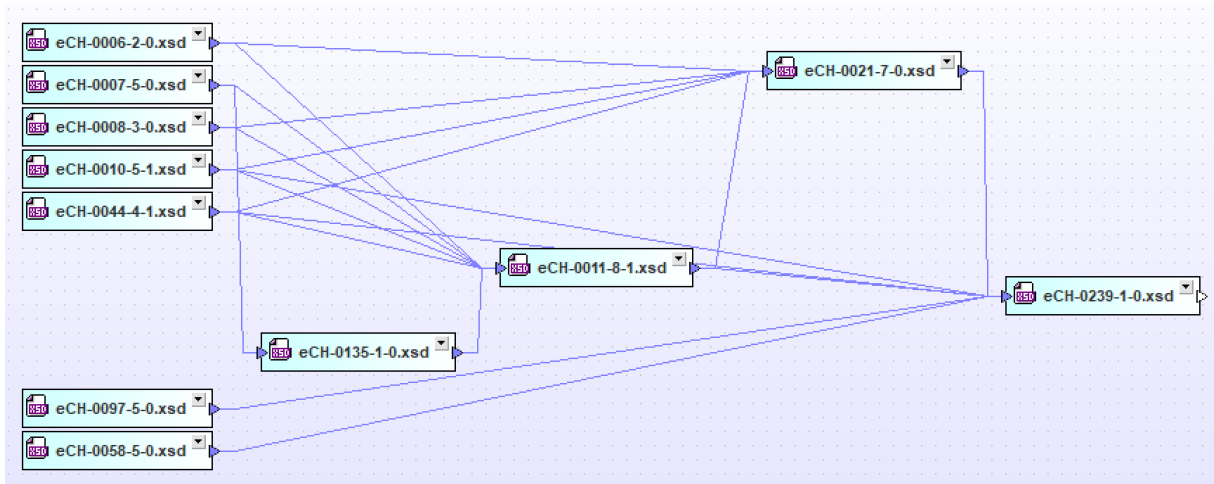 eCH-0006-2-0.xsd
eCH-0007-5-0.xsd
eCH-0008-3-0.xsd
eCH-0010-5-1.xsd
eCH-0044-4-1.xsd
eCH-0021-7-0.xsd
eCH-0011-8-1.xsd
eCH-0239-1-0.xsd
eCH-0135-1-0.xsd
eCH-0097-5-0.xsd
eCH-0058-5-0.xsd